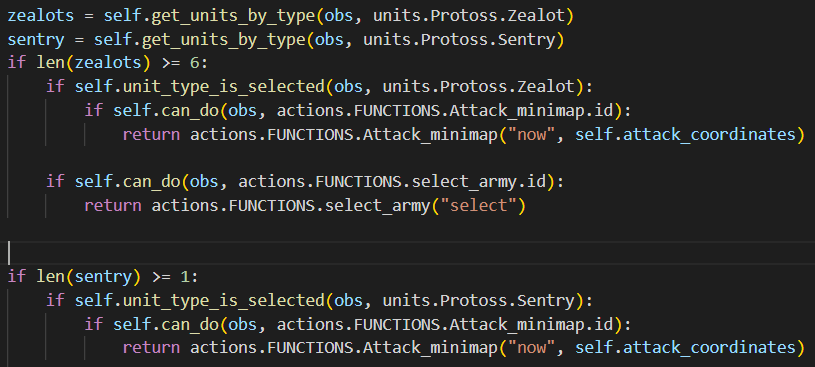 zealots = self.get_units_by_type(obs, units.Protoss.Zealot)
sentry = self.get_units_by_type(obs, units.Protoss.Sentry)
if len(zealots) >= 6:
    if self.unit_type_is_selected(obs, units.Protoss.Zealot):
        if self.can_do(obs, actions.FUNCTIONS.Attack_minimap.id):
            return actions.FUNCTIONS.Attack_minimap("now", self.attack_coordinates)
    if self.can_do(obs, actions.FUNCTIONS.select_army.id):
        return actions.FUNCTIONS.select_army("select")
if len(sentry) >= 1:
    if self.unit_type_is_selected(obs, units.Protoss.Sentry):
        if self.can_do(obs, actions.FUNCTIONS.Attack_minimap.id):
            return actions.FUNCTIONS.Attack_minimap("now", self.attack_coordinates)